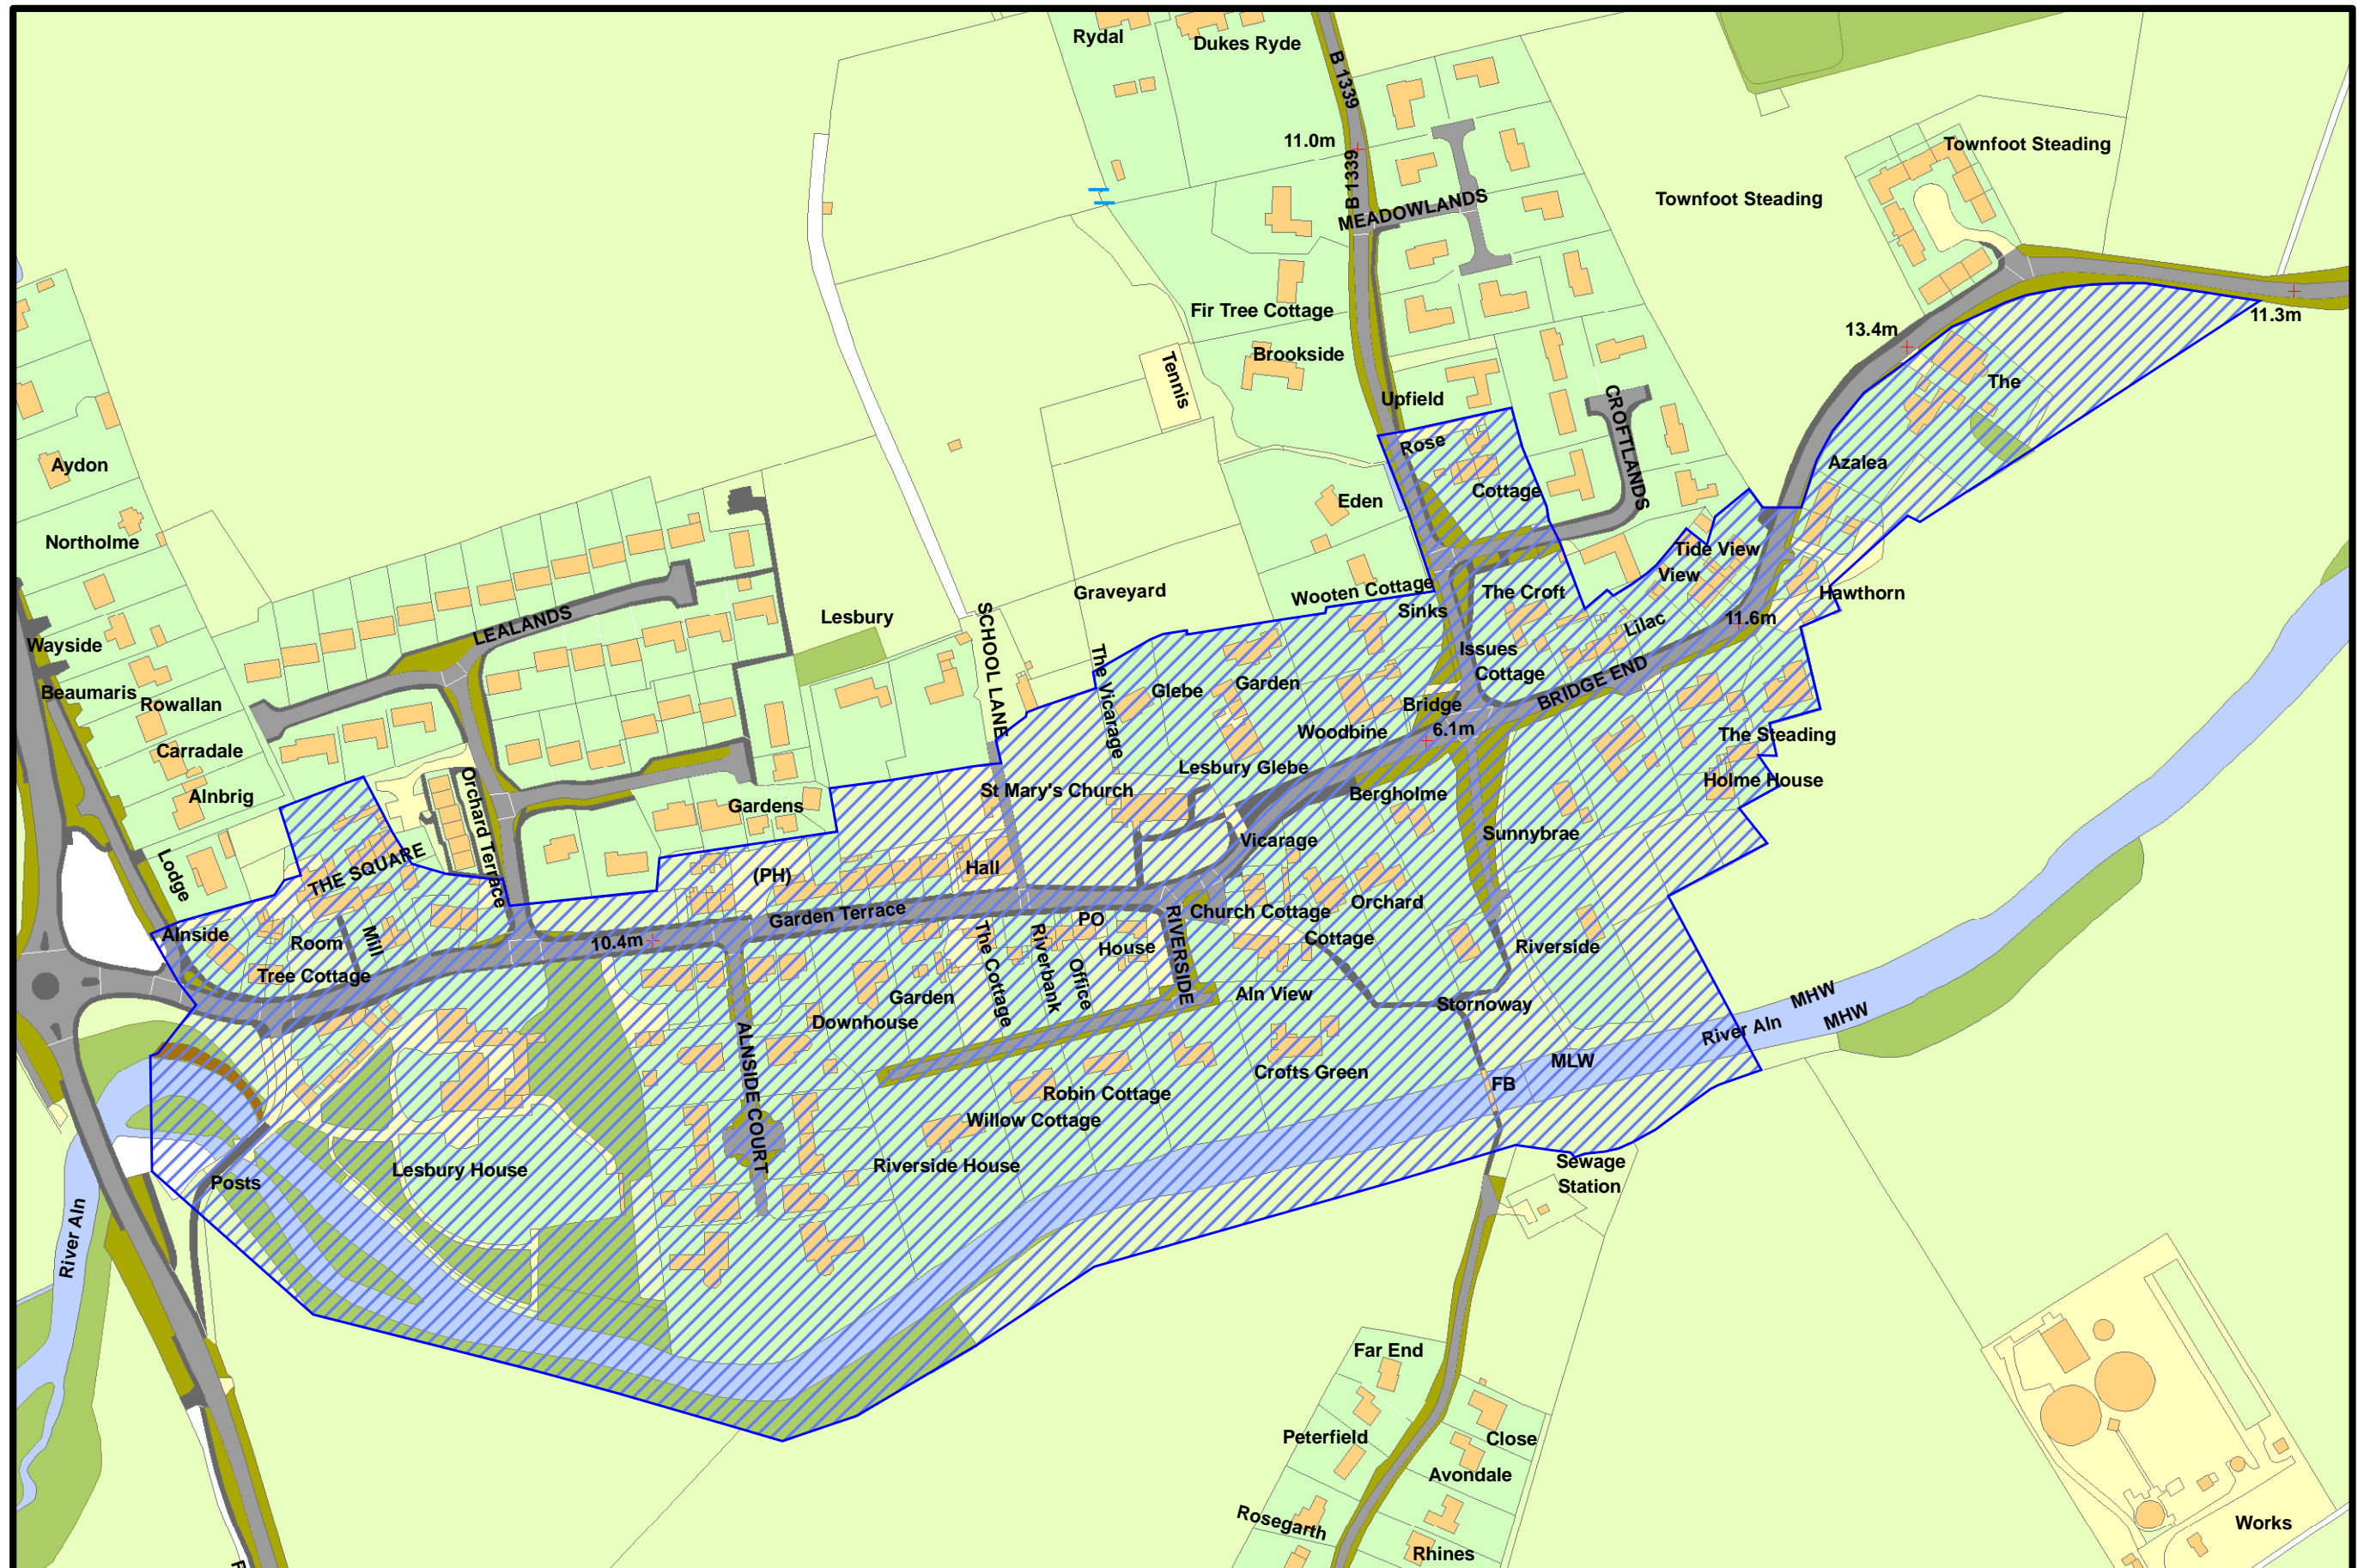 Rydal
Dukes Ryde
B 1339
11.0m
B 1339
MEADOWLANDS
Townfoot Steading
Townfoot Steading
Fir Tree Cottage
Brookside
Tennis
Upfield
13.4m
11.3m
The
Rose
Cottage
CROFTLANDS
Azalea
Aydon
Northolme
Eden
Tide View
View
Hawthorn
Wooten Cottage
Sinks
The Croft
Graveyard
Lesbury
LEALANDS
SCHOOL LANE
The Vicarage
Lilac
11.6m
Wayside
Beaumaris
Rowallan
Carradale
Alnbrig
Issues
Cottage
BRIDGE END
Glebe
Garden
Bridge
6.1m
Woodbine
The Steading
Holme House
Lesbury Glebe
St Mary's Church
Bergholme
Gardens
Orchard Terrace
Lodge
THE SQUARE
(PH)
Hall
Vicarage
Sunnybrae
Garden Terrace
10.4m
PO
House
RIVERSIDE
Church Cottage
Orchard
Cottage
Riverside
Alnside
Room
Mill
Tree Cottage
The Cottage
Riverbank
Office
Garden
Downhouse
Aln View
Stornoway
MHW
MHW
River Aln
MLW
FB
ALNSIDE COURT
Crofts Green
Robin Cottage
Willow Cottage
Riverside House
Lesbury House
Posts
River Aln
Sewage
Station
Far End
Peterfield
Close
Avondale
Rosegarth
Rhines
Works